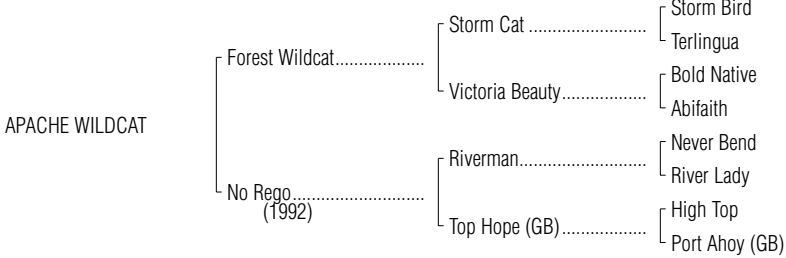 Storm Bird
Storm Cat ........................
Terlingua
Forest Wildcat..................
Bold Native
Victoria Beauty.................
Abifaith
APACHE WILDCAT
Never Bend
Riverman..........................
River Lady
No Rego...........................
(1992)
High Top
Top Hope (GB).................
Port Ahoy (GB)